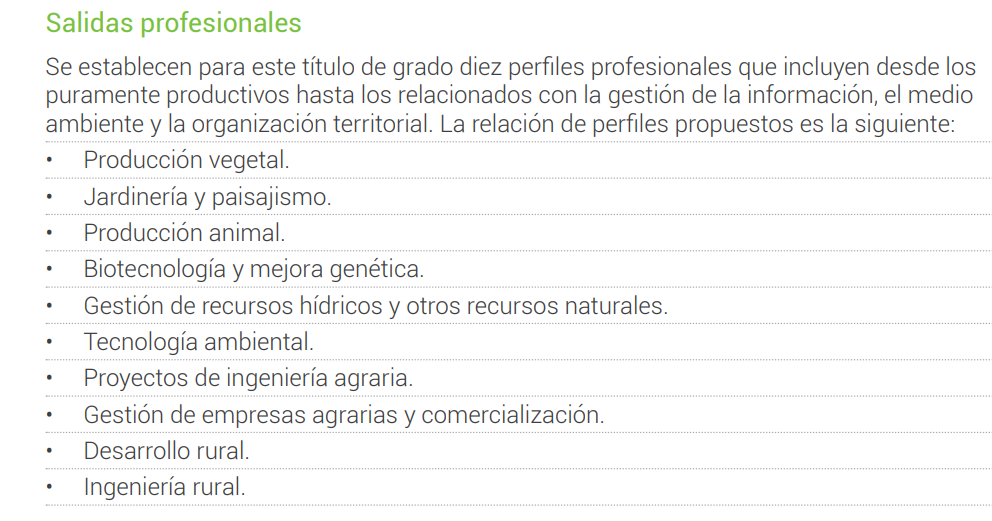 Salidas profesionales
Se establecen para este título de grado diez perfiles profesionales que incluyen desde los
puramente productivos hasta los relacionados con la gestión de la información, el medio
ambiente y la organización territorial. La relación de perfiles propuestos es la siguiente:
• Producción vegetal.
• Jardinería y paisajismo.
• Producción animal.
• Biotecnología y mejora genética.
• Gestión de recursos hídricos y otros recursos naturales.
• Tecnología ambiental.
• Proyectos de ingeniería agraria.
• Gestión de empresas agrarias y comercialización.
• Desarrollo rural.
• Ingeniería rural.